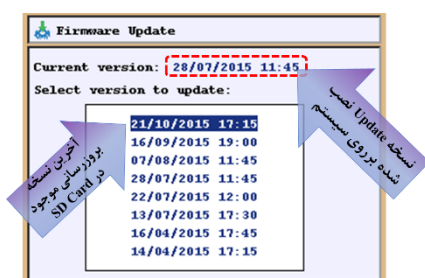 Firmware Update
Current version: 28/07/2015 11:45
Select version to update:
21/10/2015 17:15
16/09/2015 19:00
07/08/2015 11:45
28/07/2015 11:45
22/07/2015 12:00
13/07/2015 17:30
16/04/2015 17:45
14/04/2015 17:15
آخرین نسخه
بروزرسانی موجود
در SD Card
نسخه Update نصب
شده برروی سیستم